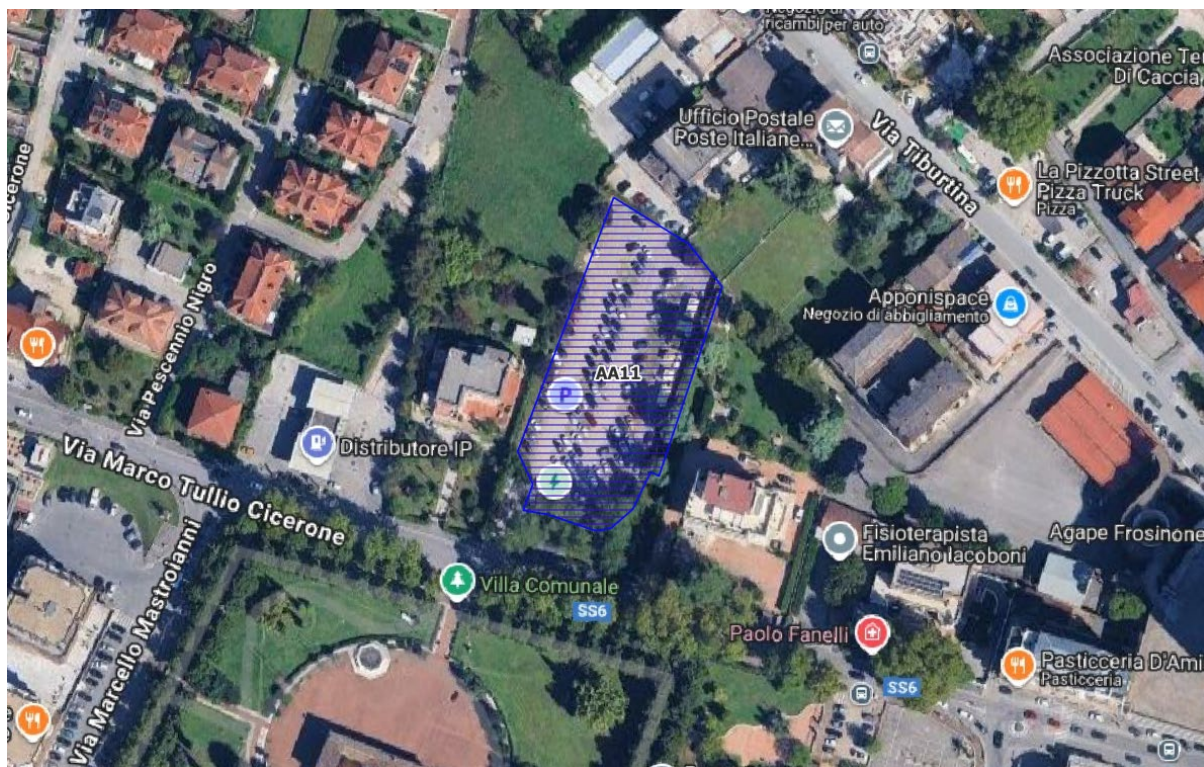 Negozio di
ricambi per auto
Associazione Te
Di Caccia
Ufficio Postale
Poste Italiane...
Via Tiburtina
La Pizzotta Street
Pizza Truck
Pizza
Via Pescennio Nigro
Apponispace
Negozio di abbigliamento
AA11
P
Distributore IP
Via Marco Tullio Cicerone
Fisioterapista
Emiliano Iacoboni
Agape Frosinone
Villa Comunale
SS6
Via Marcello Mastroianni
Paolo Fanelli
SS6
Pasticceria D'Ami
Pasticceria